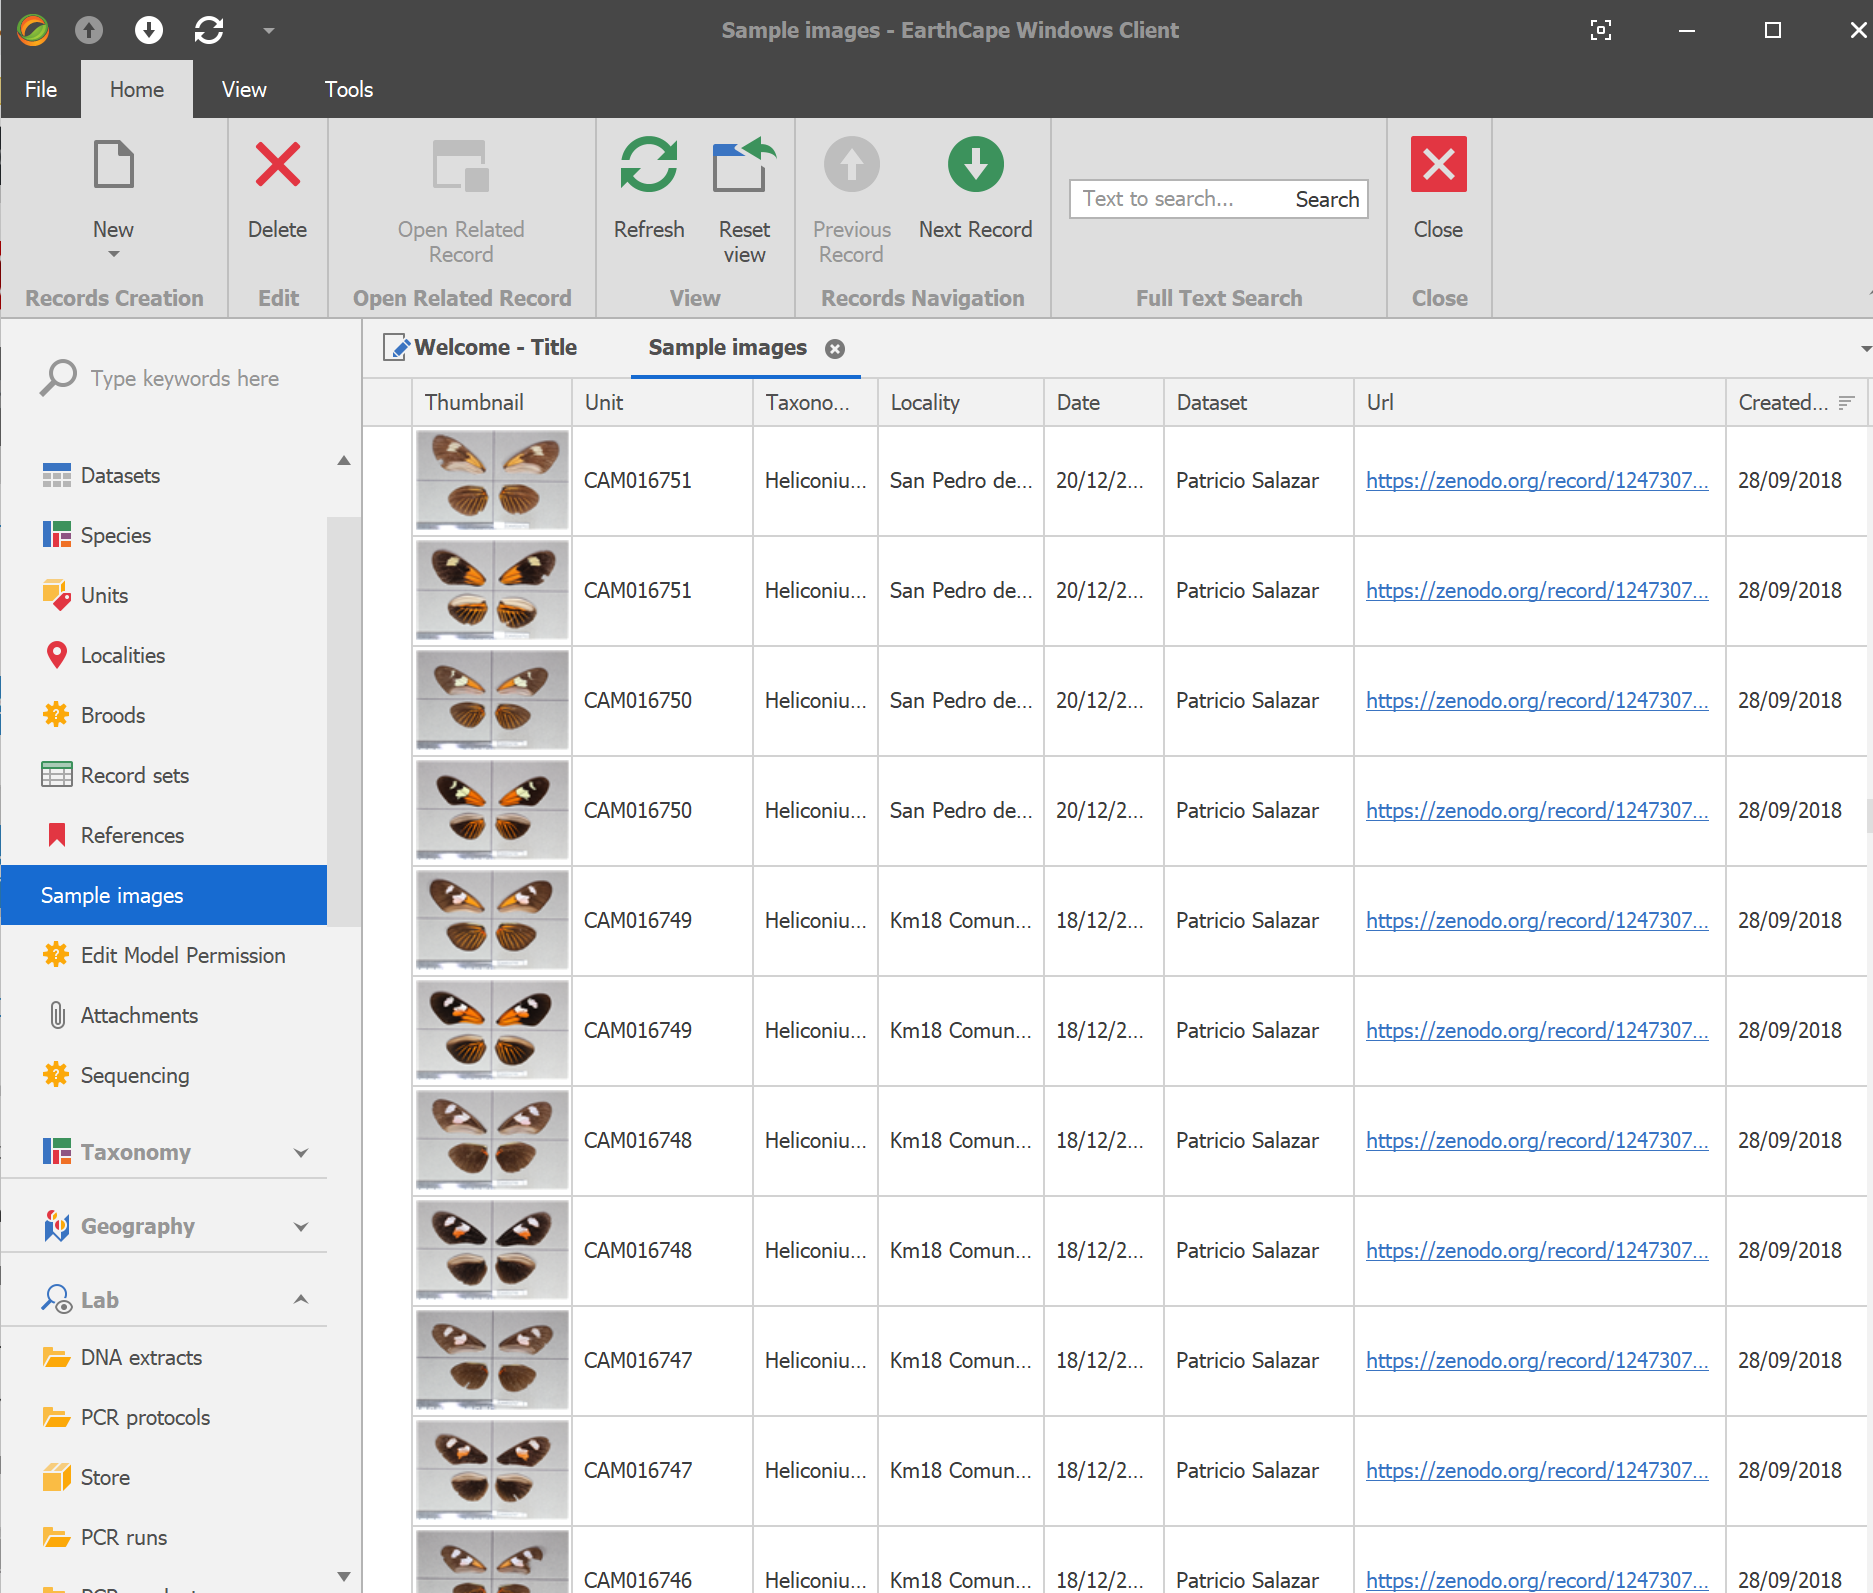 Sample images - EarthCape Windows Client
File Home View Tools
New
Delete
Open Related
Record
Refresh
Reset
view
Previous
Record
Next Record
Text to search... Search
Close
Records Creation Edit Open Related Record View Records Navigation Full Text Search Close
Type keywords here
Datasets
Species
Units
Localities
Broods
Record sets
References
Sample images
Edit Model Permission
Attachments
Sequencing
Taxonomy
Geography
Lab
DNA extracts
PCR protocols
Store
PCR runs
Welcome - Title Sample images
Thumbnail Unit Taxono... Locality Date Dataset Url Created...
CAM016751 Heliconiu... San Pedro de... 20/12/2... Patricio Salazar https://zenodo.org/record/1247307... 28/09/2018
CAM016751 Heliconiu... San Pedro de... 20/12/2... Patricio Salazar https://zenodo.org/record/1247307... 28/09/2018
CAM016750 Heliconiu... San Pedro de... 20/12/2... Patricio Salazar https://zenodo.org/record/1247307... 28/09/2018
CAM016750 Heliconiu... San Pedro de... 20/12/2... Patricio Salazar https://zenodo.org/record/1247307... 28/09/2018
CAM016749 Heliconiu... Km18 Comun... 18/12/2... Patricio Salazar https://zenodo.org/record/1247307... 28/09/2018
CAM016749 Heliconiu... Km18 Comun... 18/12/2... Patricio Salazar https://zenodo.org/record/1247307... 28/09/2018
CAM016748 Heliconiu... Km18 Comun... 18/12/2... Patricio Salazar https://zenodo.org/record/1247307... 28/09/2018
CAM016748 Heliconiu... Km18 Comun... 18/12/2... Patricio Salazar https://zenodo.org/record/1247307... 28/09/2018
CAM016747 Heliconiu... Km18 Comun... 18/12/2... Patricio Salazar https://zenodo.org/record/1247307... 28/09/2018
CAM016747 Heliconiu... Km18 Comun... 18/12/2... Patricio Salazar https://zenodo.org/record/1247307... 28/09/2018
CAM016746 Heliconiu... Km18 Comun... 18/12/2... Patricio Salazar https://zenodo.org/record/1247307... 28/09/2018